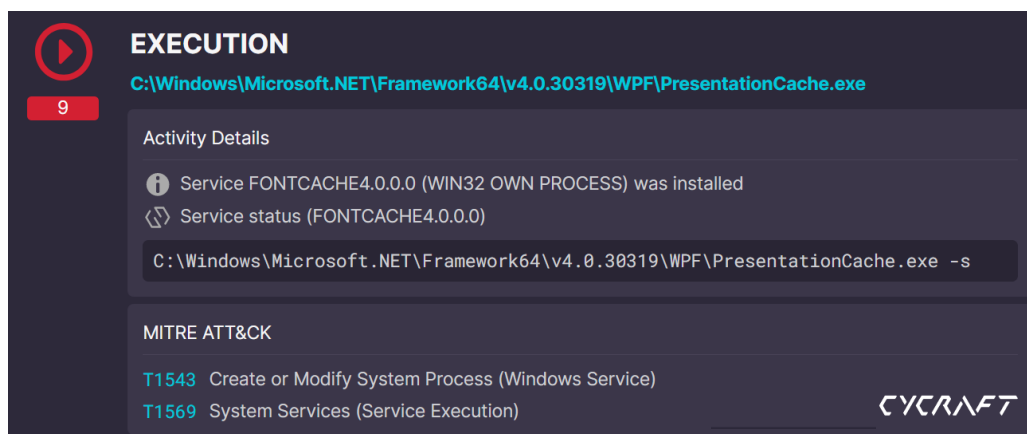 EXECUTION
C:\Windows\Microsoft.NET\Framework64\v4.0.30319\WPF\PresentationCache.exe
9
Activity Details
Service FONTCACHE4.0.0.0 (WIN32 OWN PROCESS) was installed
Service status (FONTCACHE4.0.0.0)
C:\Windows\Microsoft.NET\Framework64\v4.0.30319\WPF\PresentationCache.exe -s
MITRE ATT&CK
T1543 Create or Modify System Process (Windows Service)
T1569 System Services (Service Execution)
CYCRAFT